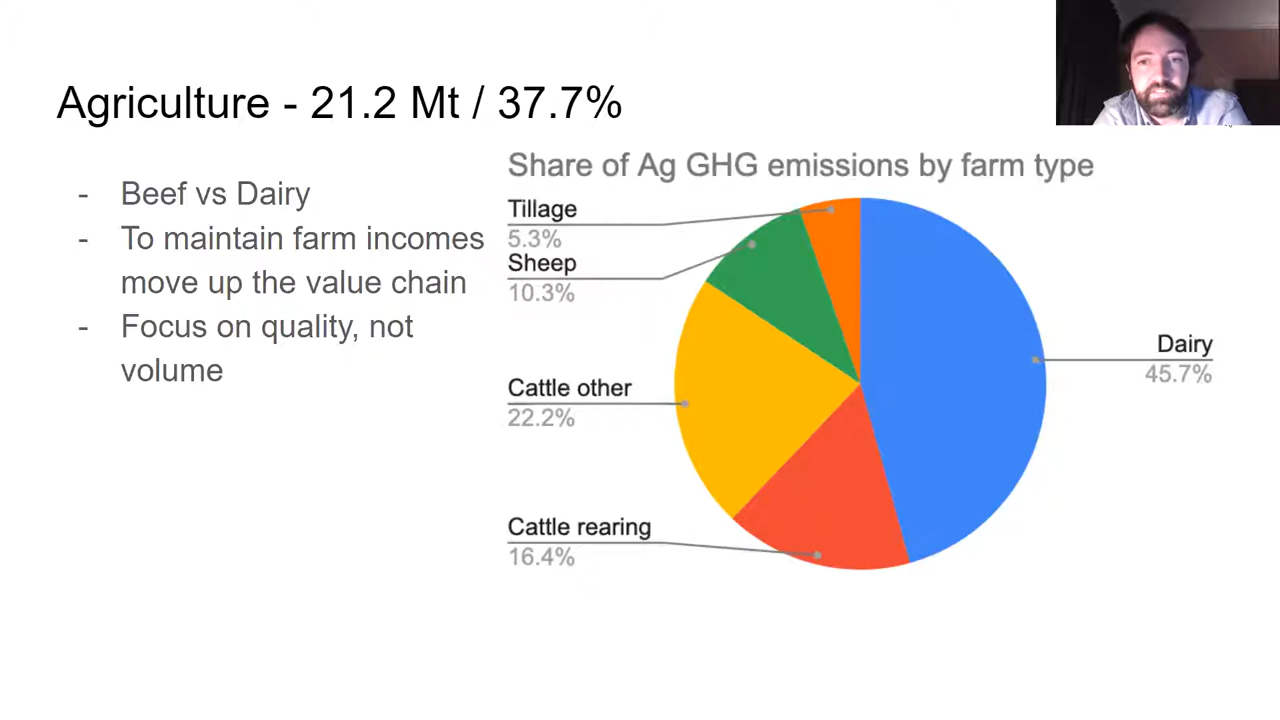 Agriculture - 21.2 Mt / 37.7%
- Beef vs Dairy
- To maintain farm incomes
move up the value chain
- Focus on quality, not
volume
Share of Ag GHG emissions by farm type
Tillage
5.3%
Sheep
10.3%
Cattle other
22.2%
Cattle rearing
16.4%
Dairy
45.7%